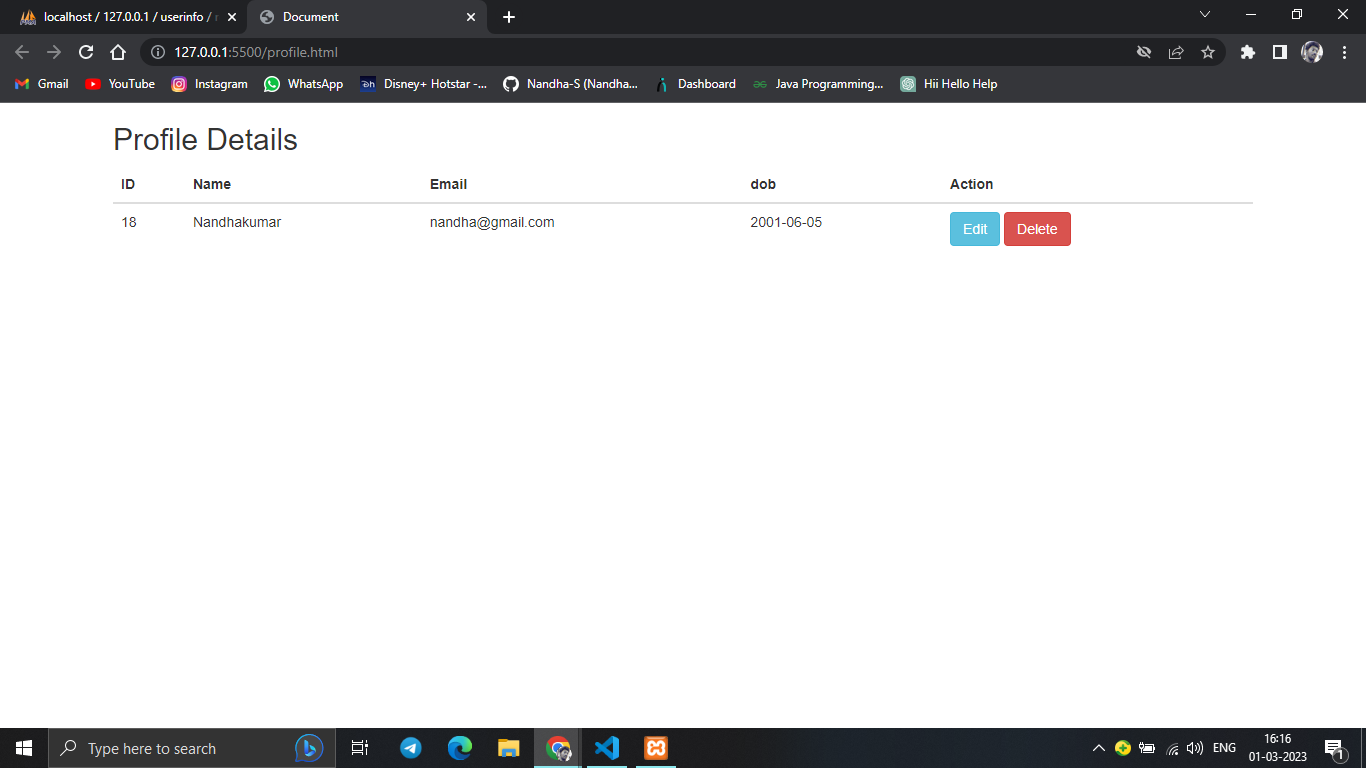 localhost / 127.0.0.1 / userinfo /
Document
127.0.0.1:5500/profile.html
Gmail
YouTube
Instagram
WhatsApp
Disney+ Hotstar -...
Nandha-S (Nandha...
Dashboard
Java Programming...
Hii Hello Help
Profile Details
ID Name Email dob Action
18 Nandhakumar nandha@gmail.com 2001-06-05 Edit Delete
Type here to search
ENG
16:16
01-03-2023
1